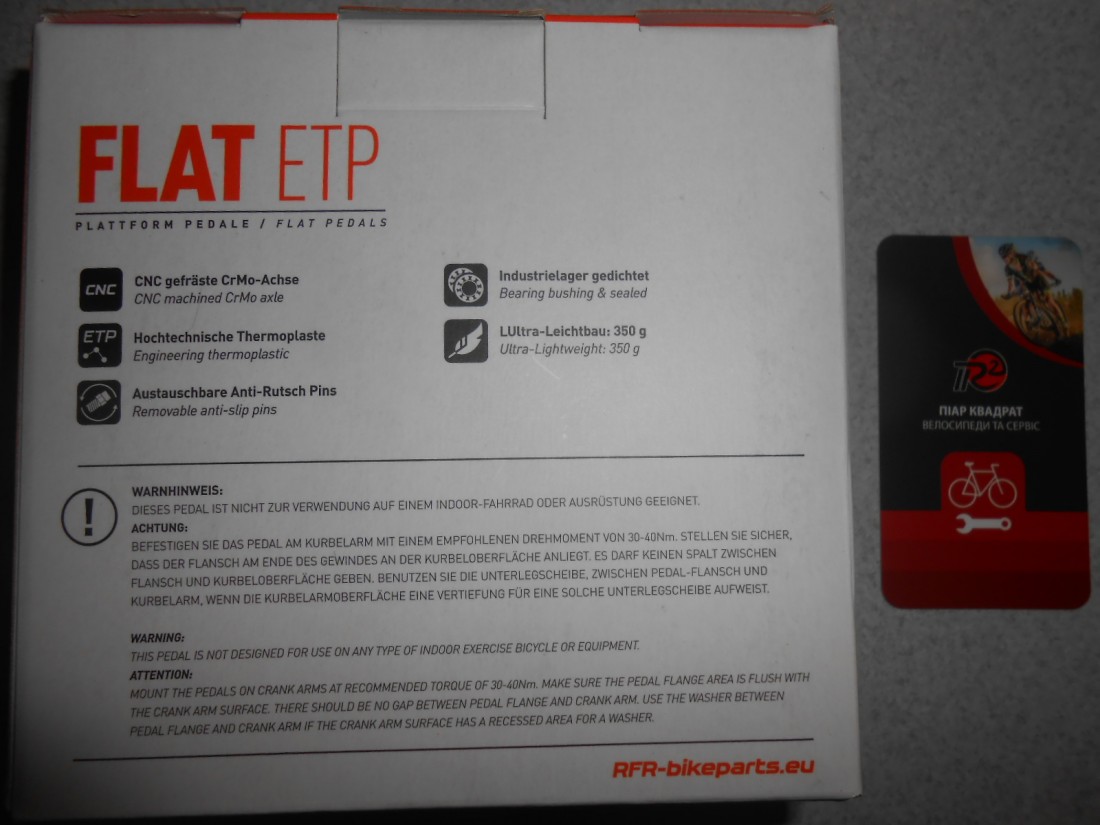 FLAT ETP
PLATTFORM PEDALE / FLAT PEDALS
CNC
CNC gefräste CrMo-Achse
CNC machined CrMo axle
ETP
Hochtechnische Thermoplaste
Engineering thermoplastic
Austauschbare Anti-Rutsch Pins
Removable anti-slip pins
Industrielager gedichtet
Bearing bushing & sealed
LUltra-Leichtbau: 350 g
Ultra-Lightweight: 350 g
!
WARNHINWEIS:
DIESES PEDAL IST NICHT ZUR VERWENDUNG AUF EINEM INDOOR-FAHRRAD ODER AUSRÜSTUNG GEEIGNET.
ACHTUNG:
BEFESTIGEN SIE DAS PEDAL AM KURBELARM MIT EINEM EMPFOHLENEN DREHMOMENT VON 30-40Nm. STELLEN SIE SICHER,
DASS DER FLANSCH AM ENDE DES GEWINDES AN DER KURBELOBERFLÄCHE ANLIEGT. ES DARF KEINEN SPALT ZWISCHEN
FLANSCH UND KURBELOBERFLÄCHE GEBEN. BENUTZEN SIE DIE UNTERLEGSCHEIBE, ZWISCHEN PEDAL-FLANSCH UND
KURBELARM, WENN DIE KURBELARMOBERFLÄCHE EINE VERTIEFUNG FÜR EINE SOLCHE UNTERLEGSCHEIBE AUFWEIST.
WARNING:
THIS PEDAL IS NOT DESIGNED FOR USE ON ANY TYPE OF INDOOR EXERCISE BICYCLE OR EQUIPMENT.
ATTENTION:
MOUNT THE PEDALS ON CRANK ARMS AT RECOMMENDED TORQUE OF 30-40Nm. MAKE SURE THE PEDAL FLANGE AREA IS FLUSH WITH
THE CRANK ARM SURFACE. THERE SHOULD BE NO GAP BETWEEN PEDAL FLANGE AND CRANK ARM. USE THE WASHER BETWEEN
PEDAL FLANGE AND CRANK ARM IF THE CRANK ARM SURFACE HAS A RECESSED AREA FOR A WASHER.
RFR-bikeparts.eu
ПІАР КВАДРАТ
ВЕЛОСИПЕДИ ТА СЕРВІС